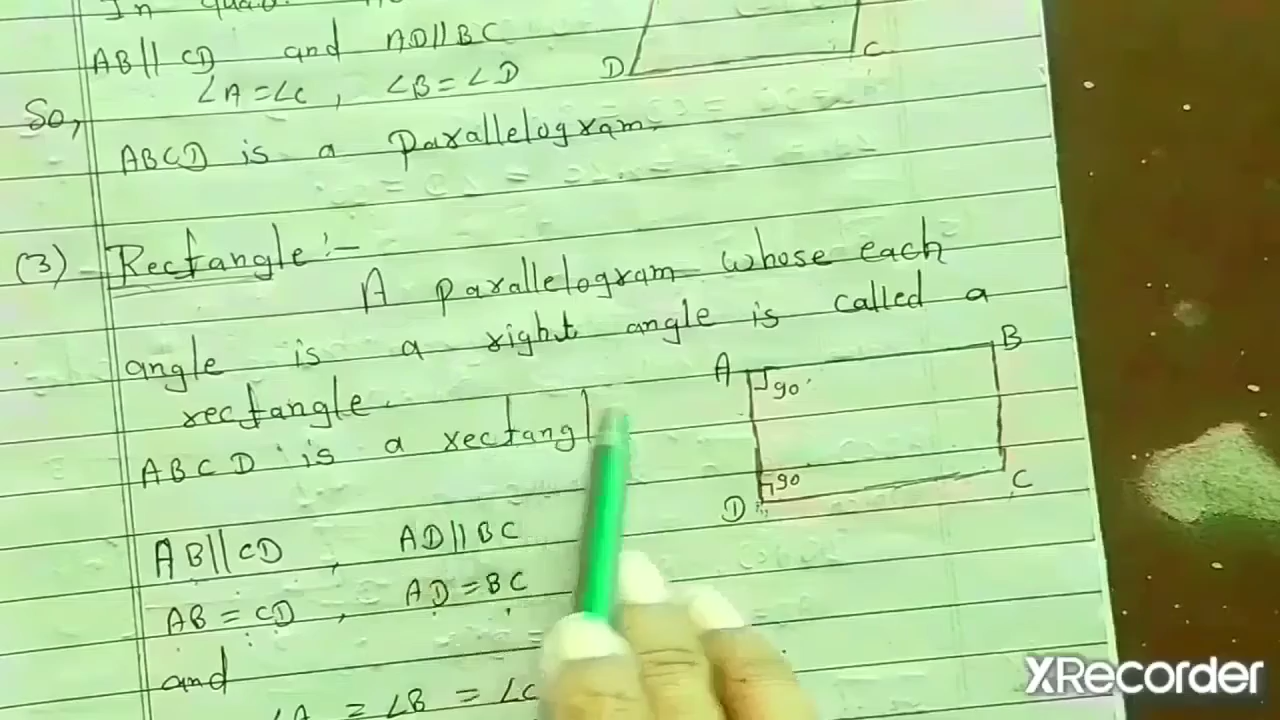 In
AB∥CD and AD∥BC
∠A=∠C, ∠B=∠D
So,
ABCD is a parallelogram.
(3) Rectangle:-
A parallelogram whose each
angle is a right angle is called a
rectangle.
ABCD is a rectangl
AB∥CD, AD∥BC
AB=CD, AD=BC
and
∠A = ∠B = ∠C
D C
A B
90°
90
D C
XRecorder